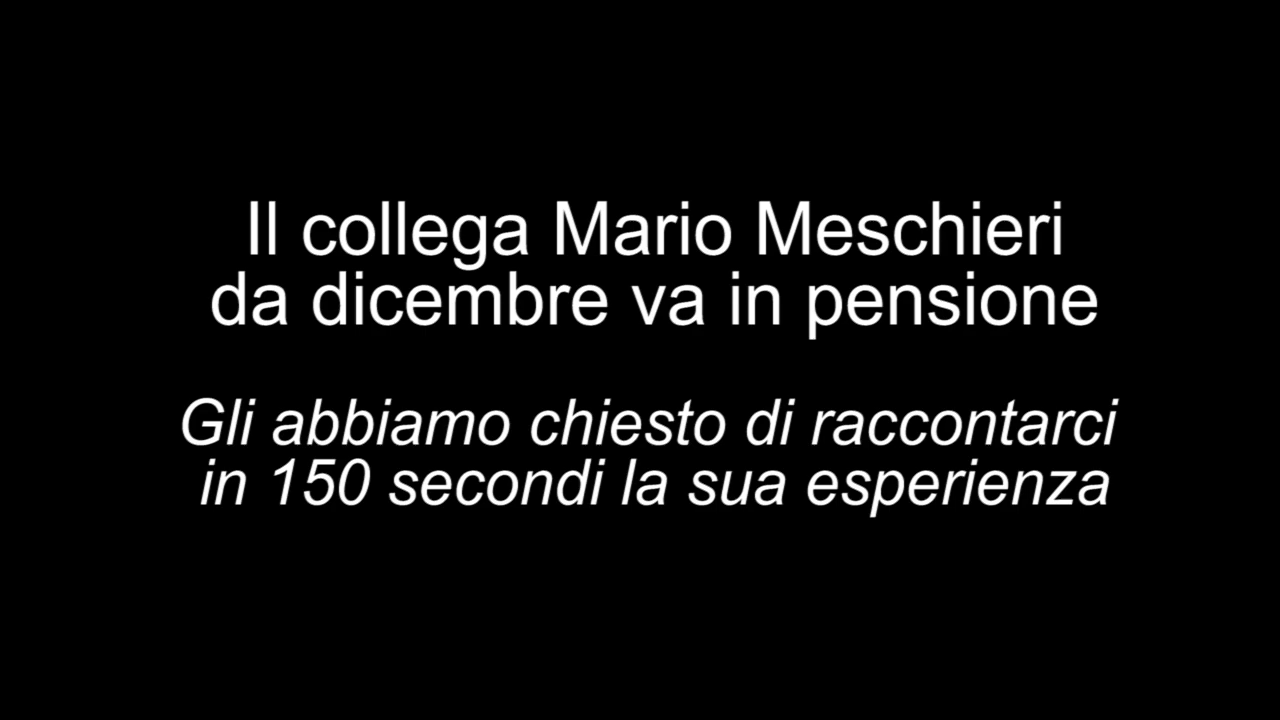 Il collega Mario Meschieri
da dicembre va in pensione
Gli abbiamo chiesto di raccontarci
in 150 secondi la sua esperienza